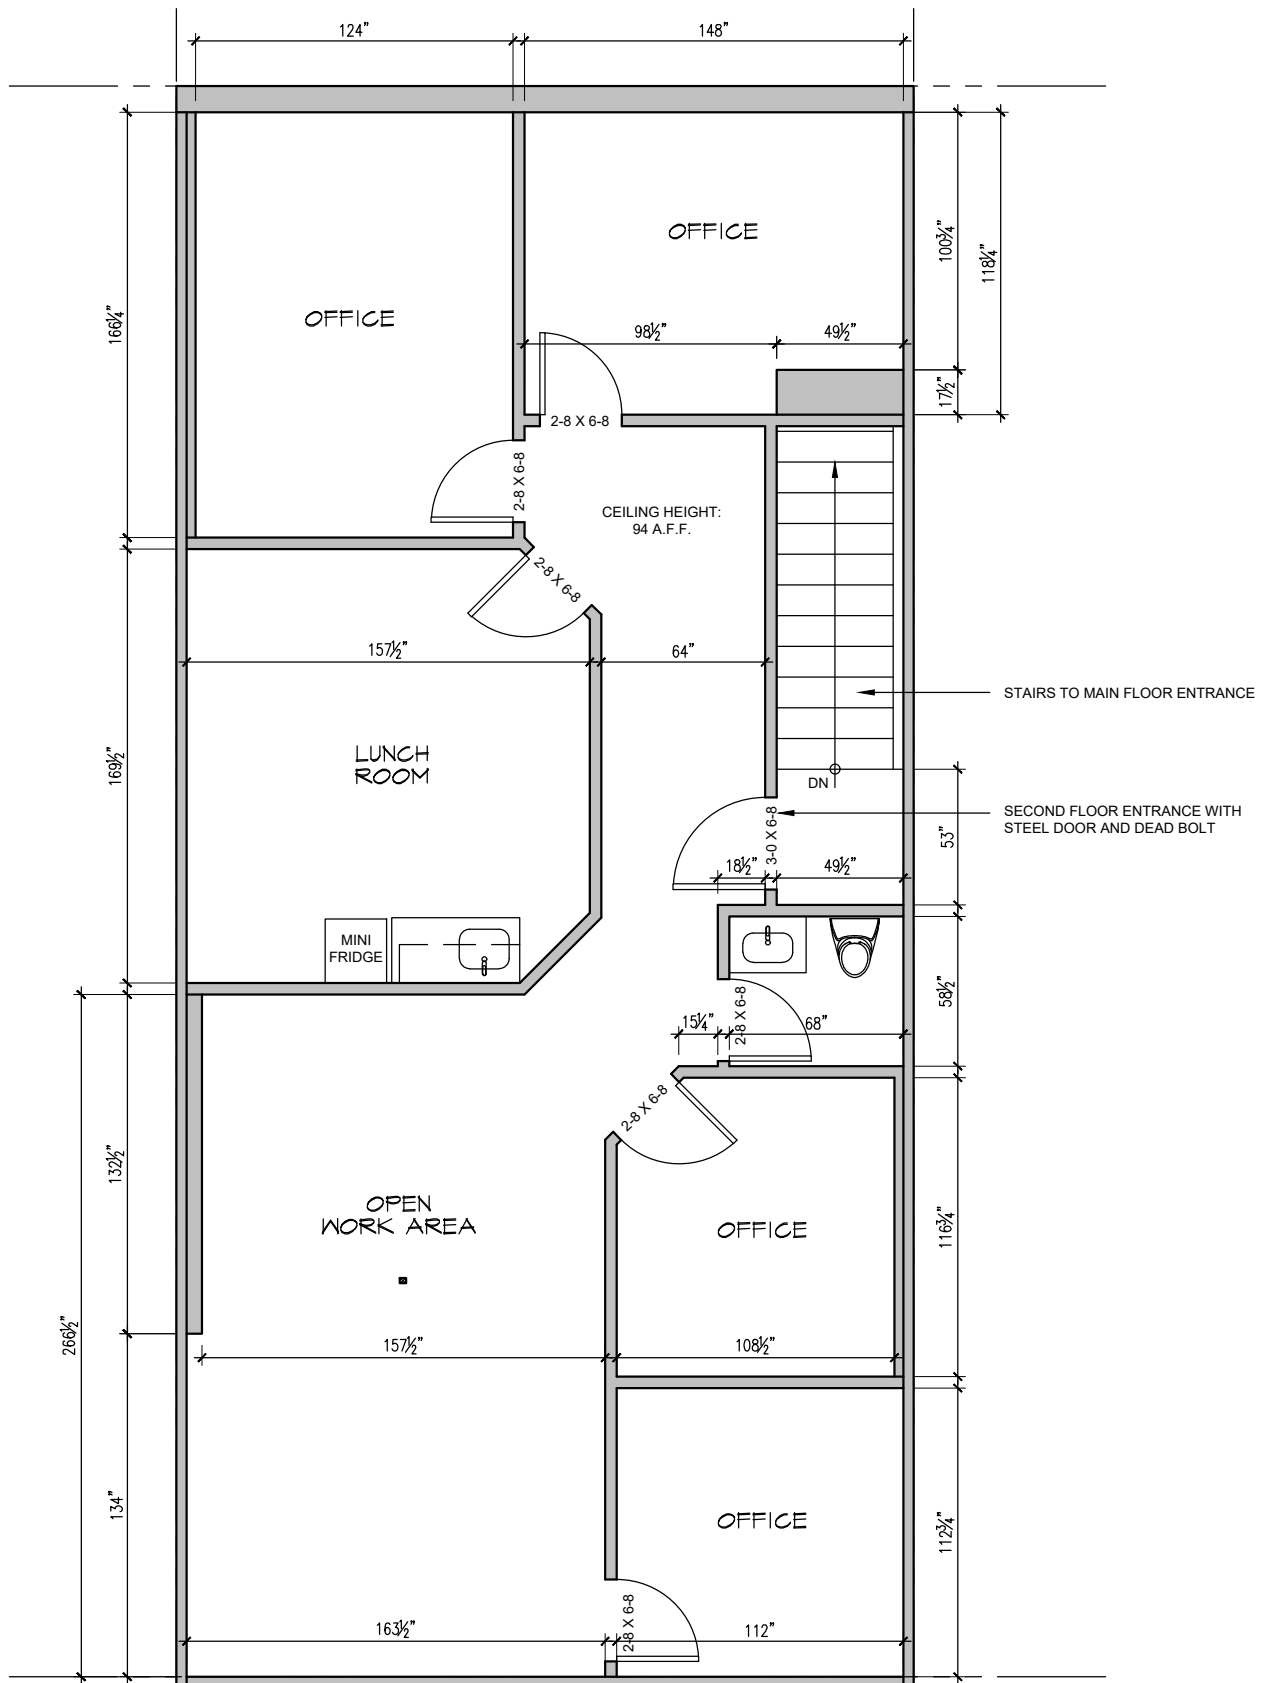 124"
148"
OFFICE
100¾"
118¼"
166¼"
OFFICE
98½"
49½"
17½"
2-8 X 6-8
2-8 X 6-8
CEILING HEIGHT:
94 A.F.F.
2-8 X 6-8
157½"
64"
STAIRS TO MAIN FLOOR ENTRANCE
LUNCH
ROOM
169½"
DN
SECOND FLOOR ENTRANCE WITH
STEEL DOOR AND DEAD BOLT
3-0 X 6-8
53"
18½"
49½"
MINI
FRIDGE
58½"
2-8 X 6-8
15¼"
68"
2-8 X 6-8
132½"
OPEN
WORK AREA
OFFICE
116¾"
266½"
157½"
108½"
134"
OFFICE
112¾"
2-8 X 6-8
163½"
112"